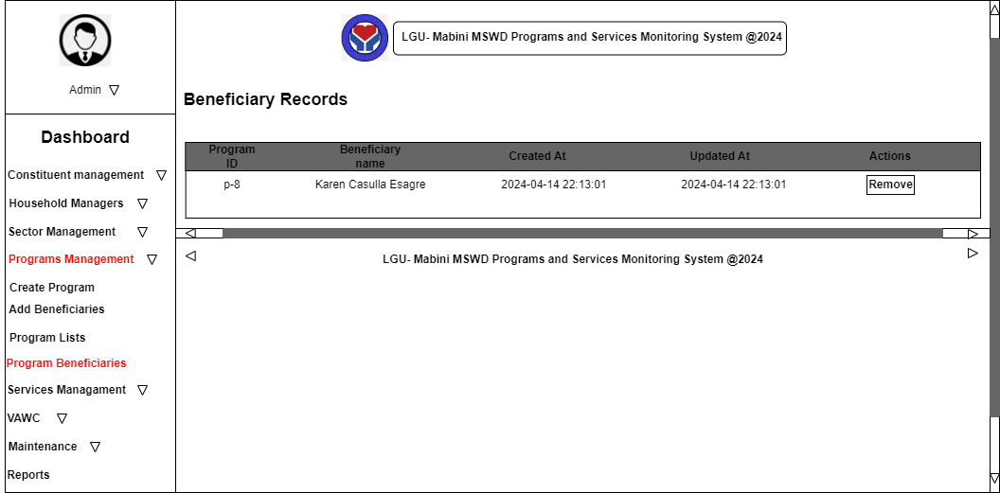 LGU- Mabini MSWD Programs and Services Monitoring System @2024
Admin
Dashboard
Constituent management
Household Managers
Sector Management
Programs Management
Create Program
Add Beneficiaries
Program Lists
Program Beneficiaries
Services Managament
VAWC
Maintenance
Reports
Beneficiary Records
Program ID Beneficiary name Created At Updated At Actions
p-8 Karen Casulla Esagre 2024-04-14 22:13:01 2024-04-14 22:13:01 Remove
LGU- Mabini MSWD Programs and Services Monitoring System @2024